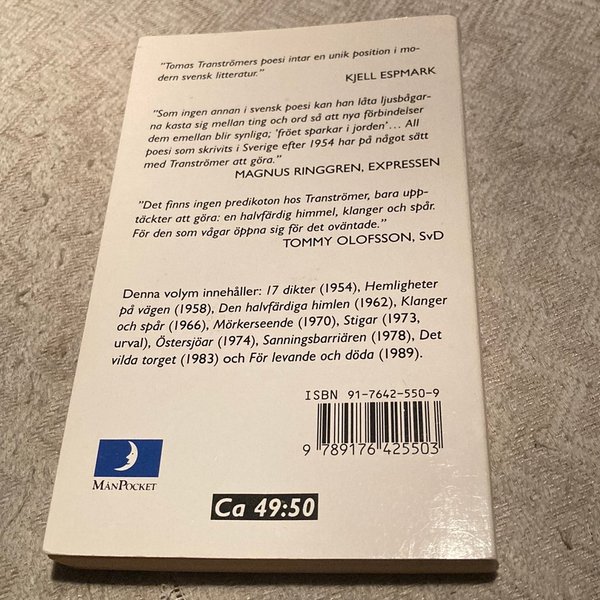 "Tomas Tranströmers poesi intar en unik position i mo-
dern svensk litteratur."
KJELL ESPMARK
"Som ingen annan i svensk poesi kan han låta ljusbågar-
na kasta sig mellan ting och ord så att nya förbindelser
dem emellan blir synliga; 'fröet sparkar i jorden'… All
poesi som skrivits i Sverige efter 1954 har på något sätt
med Tranströmer att göra."
MAGNUS RINGGREN, EXPRESSEN
"Det finns ingen predikoton hos Tranströmer, bara upp-
täckter att göra: en halvfärdig himmel, klanger och spår.
För den som vågar öppna sig för det oväntade."
TOMMY OLOFSSON, SvD
Denna volym innehåller: 17 dikter (1954), Hemligheter
på vägen (1958), Den halvfärdiga himlen (1962), Klanger
och spår (1966), Mörkerseende (1970), Stigar (1973,
urval), Östersjöar (1974), Sanningsbarriären (1978), Det
vilda torget (1983) och För levande och döda (1989).
ISBN 91-7642-550-9
9 789176 425503
MÅNPOCKET
Ca 49:50